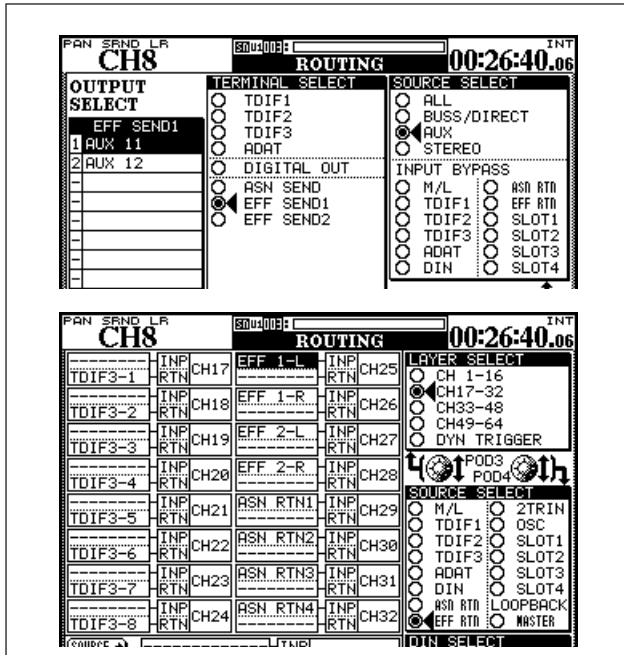 PAN SRND LR
CH8
INT
ROUTING
00:26:40.06
OUTPUT
SELECT
EFF SEND1
1 AUX 11
2 AUX 12
TERMINAL SELECT
TDIF1
TDIF2
TDIF3
ADAT
DIGITAL OUT
ASN SEND
EFF SEND1
EFF SEND2
SOURCE SELECT
ALL
BUSS/DIRECT
AUX
STEREO
INPUT BYPASS
M/L ASN RTN
TDIF1 EFF RTN
TDIF2 SLOT1
TDIF3 SLOT2
ADAT SLOT3
DIN SLOT4
PAN SRND LR
CH8
INT
ROUTING
00:26:40.06
-------- INP CH17 EFF 1-L INP CH25
TDIF3-1 RTN -------- RTN
-------- INP CH18 EFF 1-R INP CH26
TDIF3-2 RTN -------- RTN
-------- INP CH19 EFF 2-L INP CH27
TDIF3-3 RTN -------- RTN
-------- INP CH20 EFF 2-R INP CH28
TDIF3-4 RTN -------- RTN
-------- INP CH21 ASN RTN1 INP CH29
TDIF3-5 RTN -------- RTN
-------- INP CH22 ASN RTN2 INP CH30
TDIF3-6 RTN -------- RTN
-------- INP CH23 ASN RTN3 INP CH31
TDIF3-7 RTN -------- RTN
-------- INP CH24 ASN RTN4 INP CH32
TDIF3-8 RTN -------- RTN
LAYER SELECT
CH 1-16
CH17-32
CH33-48
CH49-64
DYN TRIGGER
POD3
POD4
SOURCE SELECT
M/L 2TRIN
TDIF1 OSC
TDIF2 SLOT1
TDIF3 SLOT2
ADAT SLOT3
DIN SLOT4
ASN RTN LOOPBACK
EFF RTN MASTER
SOURCE -------- INP
DIN SELECT